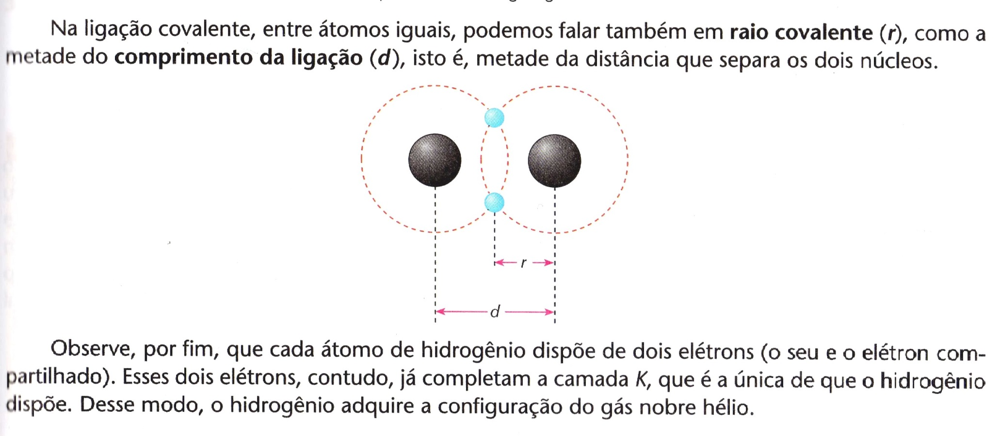 Na ligação covalente, entre átomos iguais, podemos falar também em raio covalente (r), como a
metade do comprimento da ligação (d), isto é, metade da distância que separa os dois núcleos.
r
d
Observe, por fim, que cada átomo de hidrogênio dispõe de dois elétrons (o seu e o elétron com-
partilhado). Esses dois elétrons, contudo, já completam a camada K, que é a única de que o hidrogênio
dispõe. Desse modo, o hidrogênio adquire a configuração do gás nobre hélio.